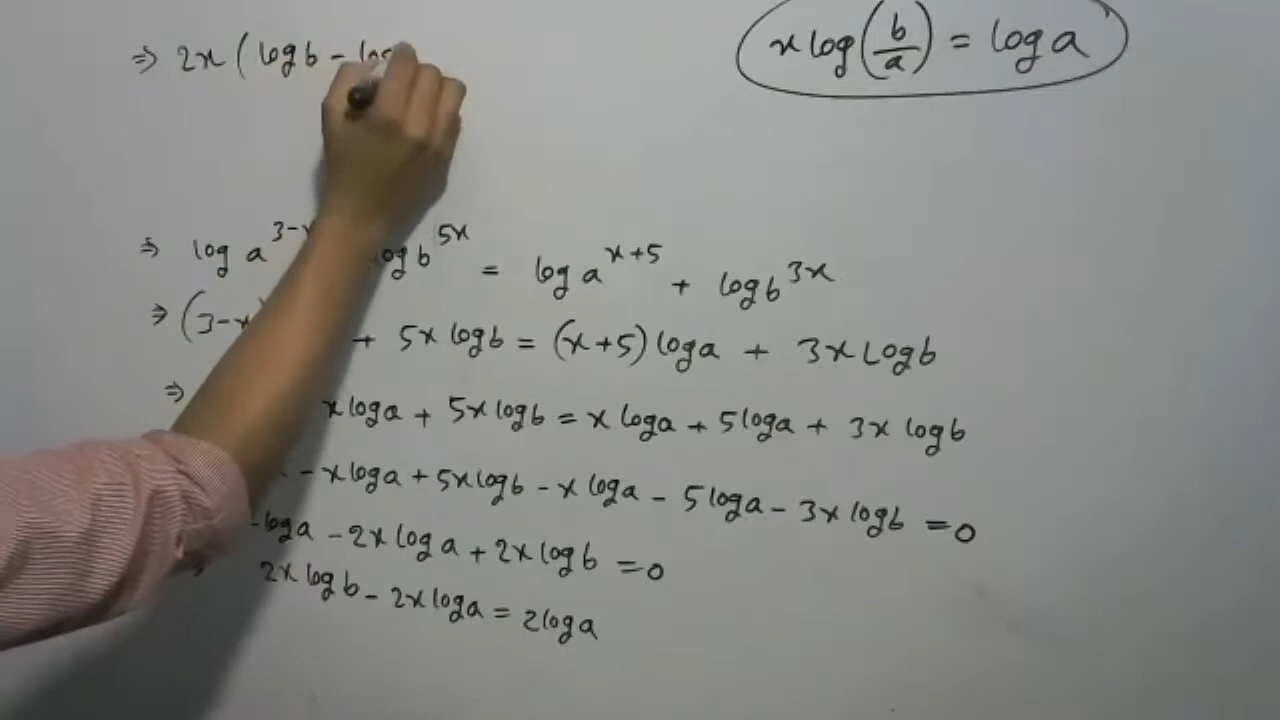 ⇒ 2x (log b -
x log(b/a) = log a
⇒ log a^(3- log b^(5x) = log a^(x+5) + log b^(3x)
⇒ (3-x + 5x log b = (x+5) log a + 3x log b
⇒ x log a + 5x log b = x log a + 5 log a + 3x log b
- x log a + 5x log b - x log a - 5 log a - 3x log b = 0
log a - 2x log a + 2x log b = 0
2x log b - 2x log a = 2 log a